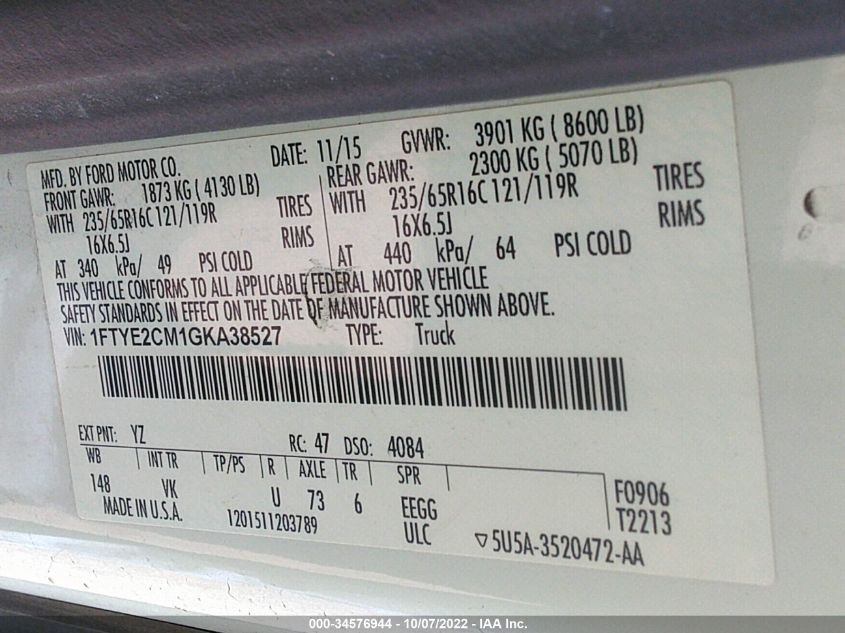 MFD. BY FORD MOTOR CO.
DATE: 11/15 GVWR: 3901 KG ( 8600 LB)
FRONT GAWR: 1873 KG ( 4130 LB)
REAR GAWR: 2300 KG ( 5070 LB)
WITH 235/65R16C 121/119R TIRES
WITH 235/65R16C 121/119R TIRES
16X6.5J RIMS
16X6.5J RIMS
AT 340 kPa/ 49 PSI COLD
AT 440 kPa/ 64 PSI COLD
THIS VEHICLE CONFORMS TO ALL APPLICABLE FEDERAL MOTOR VEHICLE
SAFETY STANDARDS IN EFFECT ON THE DATE OF MANUFACTURE SHOWN ABOVE.
VIN: 1FTYE2CM1GKA38527 TYPE: Truck
EXT PNT: YZ RC: 47 DSO: 4084
WB INT TR TP/PS R AXLE TR SPR
148 VK U 73 6 EEGG
F0906
T2213
MADE IN U.S.A. 1201511203789 ULC
5U5A-3520472-AA
000-34576944 - 10/07/2022 - IAA Inc.